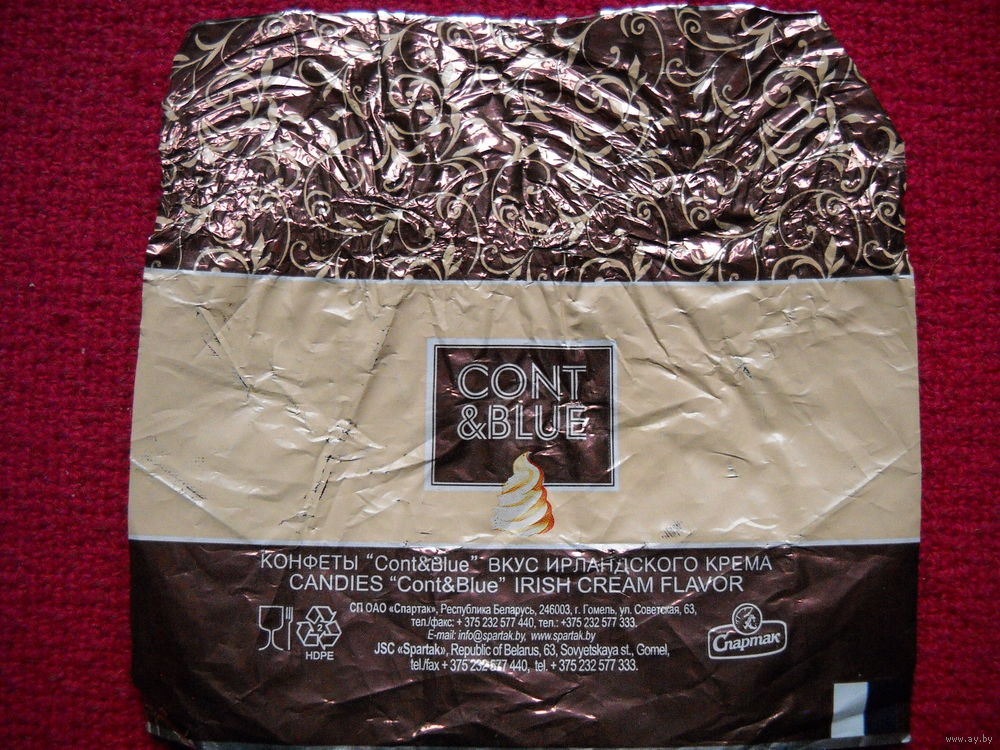 CONT
&BLUE
КОНФЕТЫ “Cont&Blue” ВКУС ИРЛАНДСКОГО КРЕМА
CANDIES “Cont&Blue” IRISH CREAM FLAVOR
СП ОАО «Спартак», Республика Беларусь, 246003, г. Гомель, ул. Советская, 63,
тел./факс: + 375 232 577 440, тел.: +375 232 577 333.
E-mail: info@spartak.by, www.spartak.by
JSC «Spartak», Republic of Belarus, 63, Sovyetskaya st., Gomel,
tel./fax + 375 232 577 440, tel. + 375 232 577 333.
2
HDPE
Спартак
www.ay.by